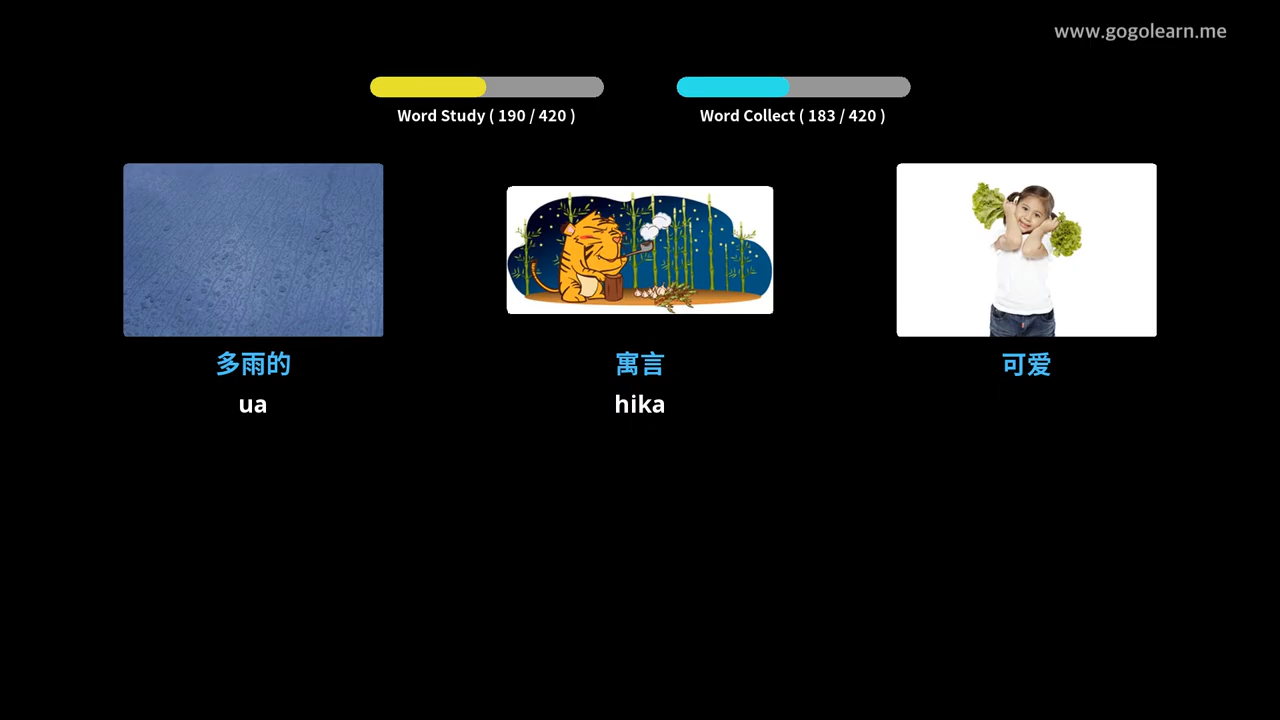 www.gogolearn.me
Word Study ( 190 / 420 )
Word Collect ( 183 / 420 )
多雨的
寓言
可爱
ua
hika